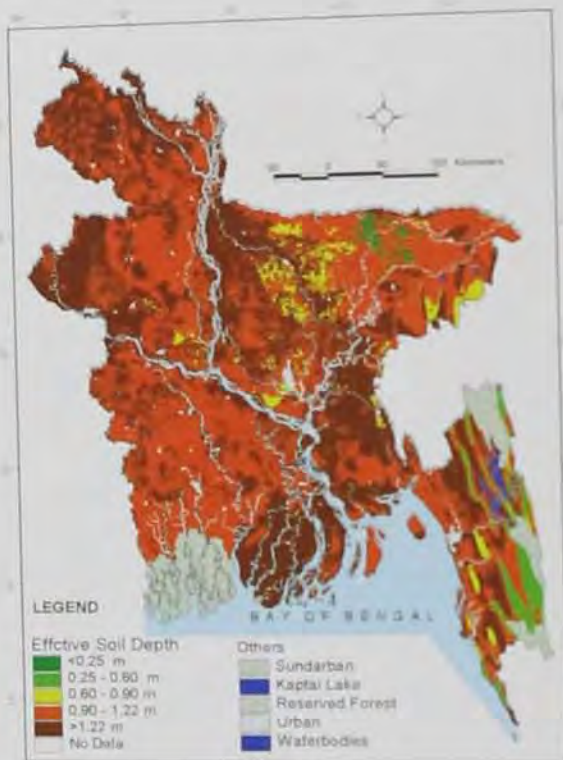 Kilometers
BAY OF BENGAL
LEGEND
Effctive Soil Depth
<0.25 m
0.25 - 0.60 m
0.60 - 0.90 m
0.90 - 1.22 m
>1.22 m
No Data
Others
Sundarban
Kaptai Lake
Reserved Forest
Urban
Waterbodies